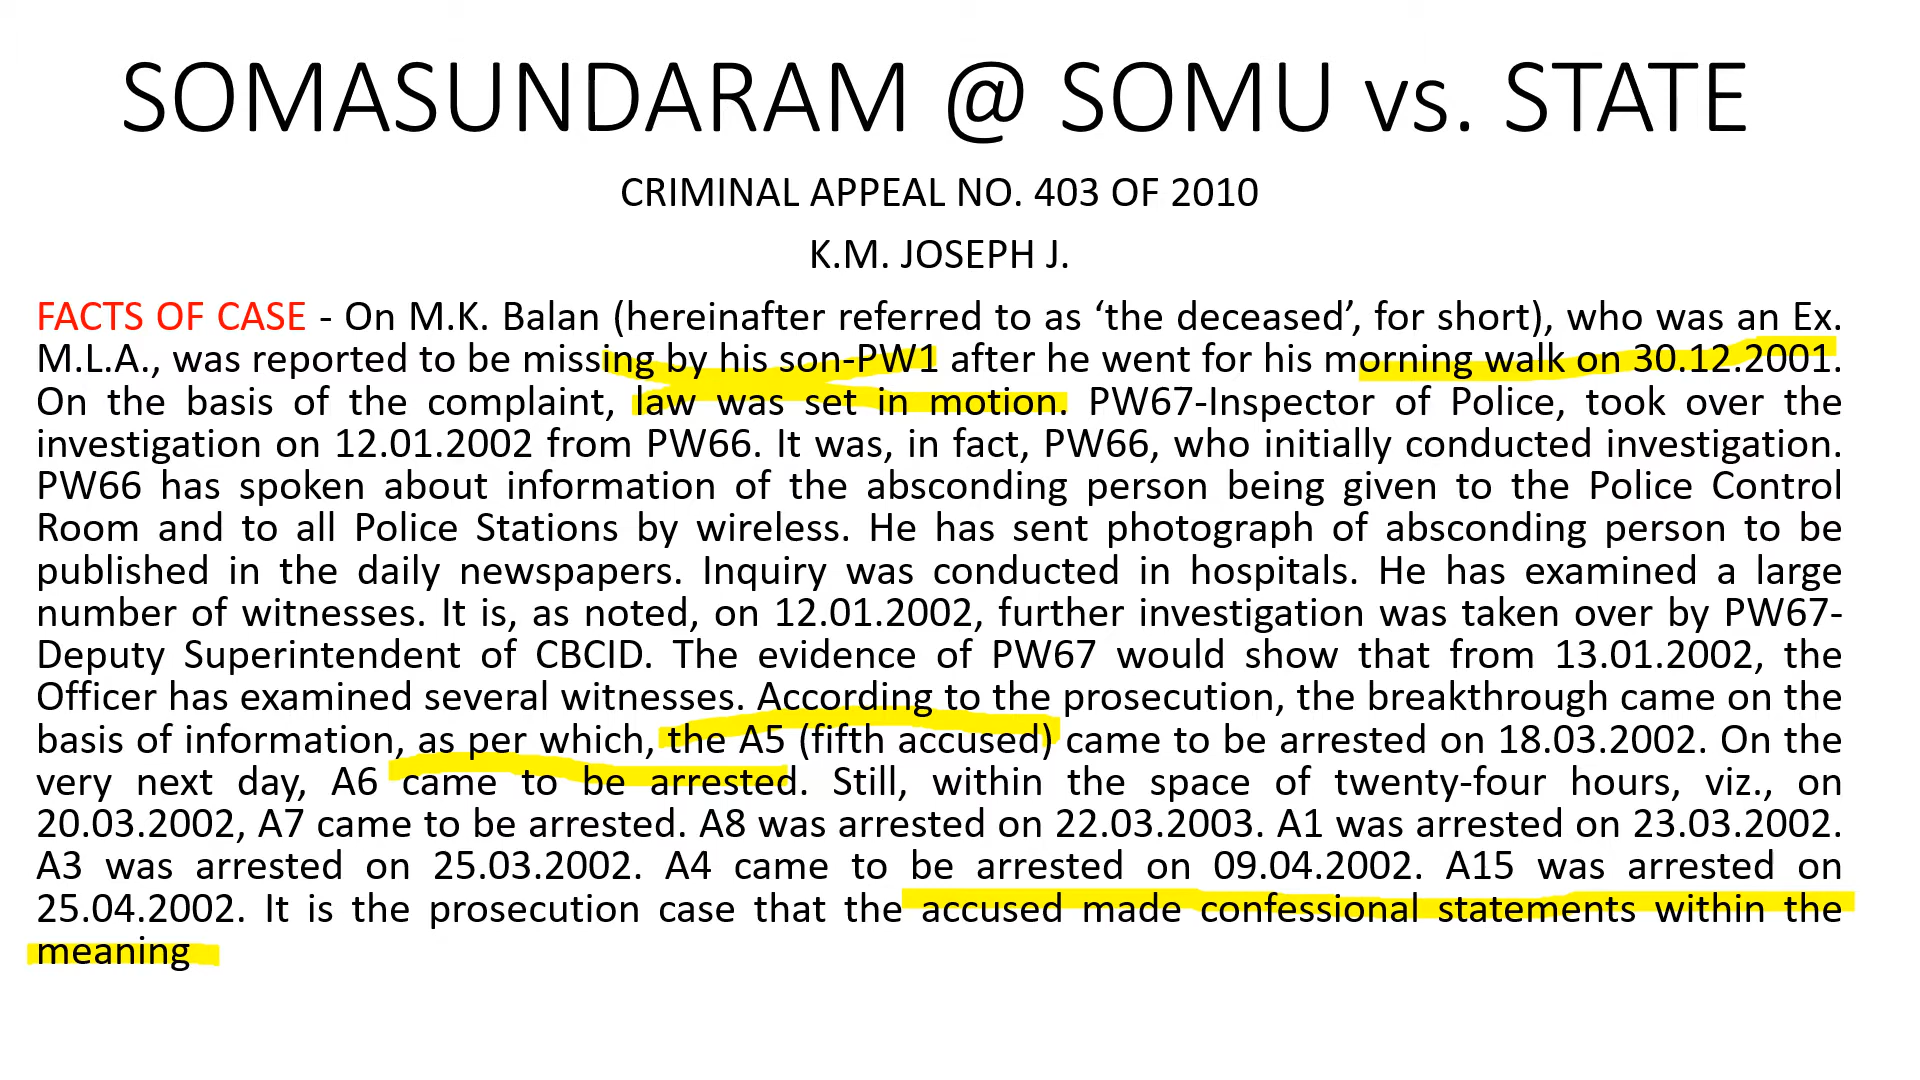 SOMASUNDARAM @ SOMU vs. STATE
CRIMINAL APPEAL NO. 403 OF 2010
K.M. JOSEPH J.
FACTS OF CASE - On M.K. Balan (hereinafter referred to as ‘the deceased’, for short), who was an Ex.
M.L.A., was reported to be missing by his son-PW1 after he went for his morning walk on 30.12.2001.
On the basis of the complaint, law was set in motion. PW67-Inspector of Police, took over the
investigation on 12.01.2002 from PW66. It was, in fact, PW66, who initially conducted investigation.
PW66 has spoken about information of the absconding person being given to the Police Control
Room and to all Police Stations by wireless. He has sent photograph of absconding person to be
published in the daily newspapers. Inquiry was conducted in hospitals. He has examined a large
number of witnesses. It is, as noted, on 12.01.2002, further investigation was taken over by PW67-
Deputy Superintendent of CBCID. The evidence of PW67 would show that from 13.01.2002, the
Officer has examined several witnesses. According to the prosecution, the breakthrough came on the
basis of information, as per which, the A5 (fifth accused) came to be arrested on 18.03.2002. On the
very next day, A6 came to be arrested. Still, within the space of twenty-four hours, viz., on
20.03.2002, A7 came to be arrested. A8 was arrested on 22.03.2003. A1 was arrested on 23.03.2002.
A3 was arrested on 25.03.2002. A4 came to be arrested on 09.04.2002. A15 was arrested on
25.04.2002. It is the prosecution case that the accused made confessional statements within the
meaning